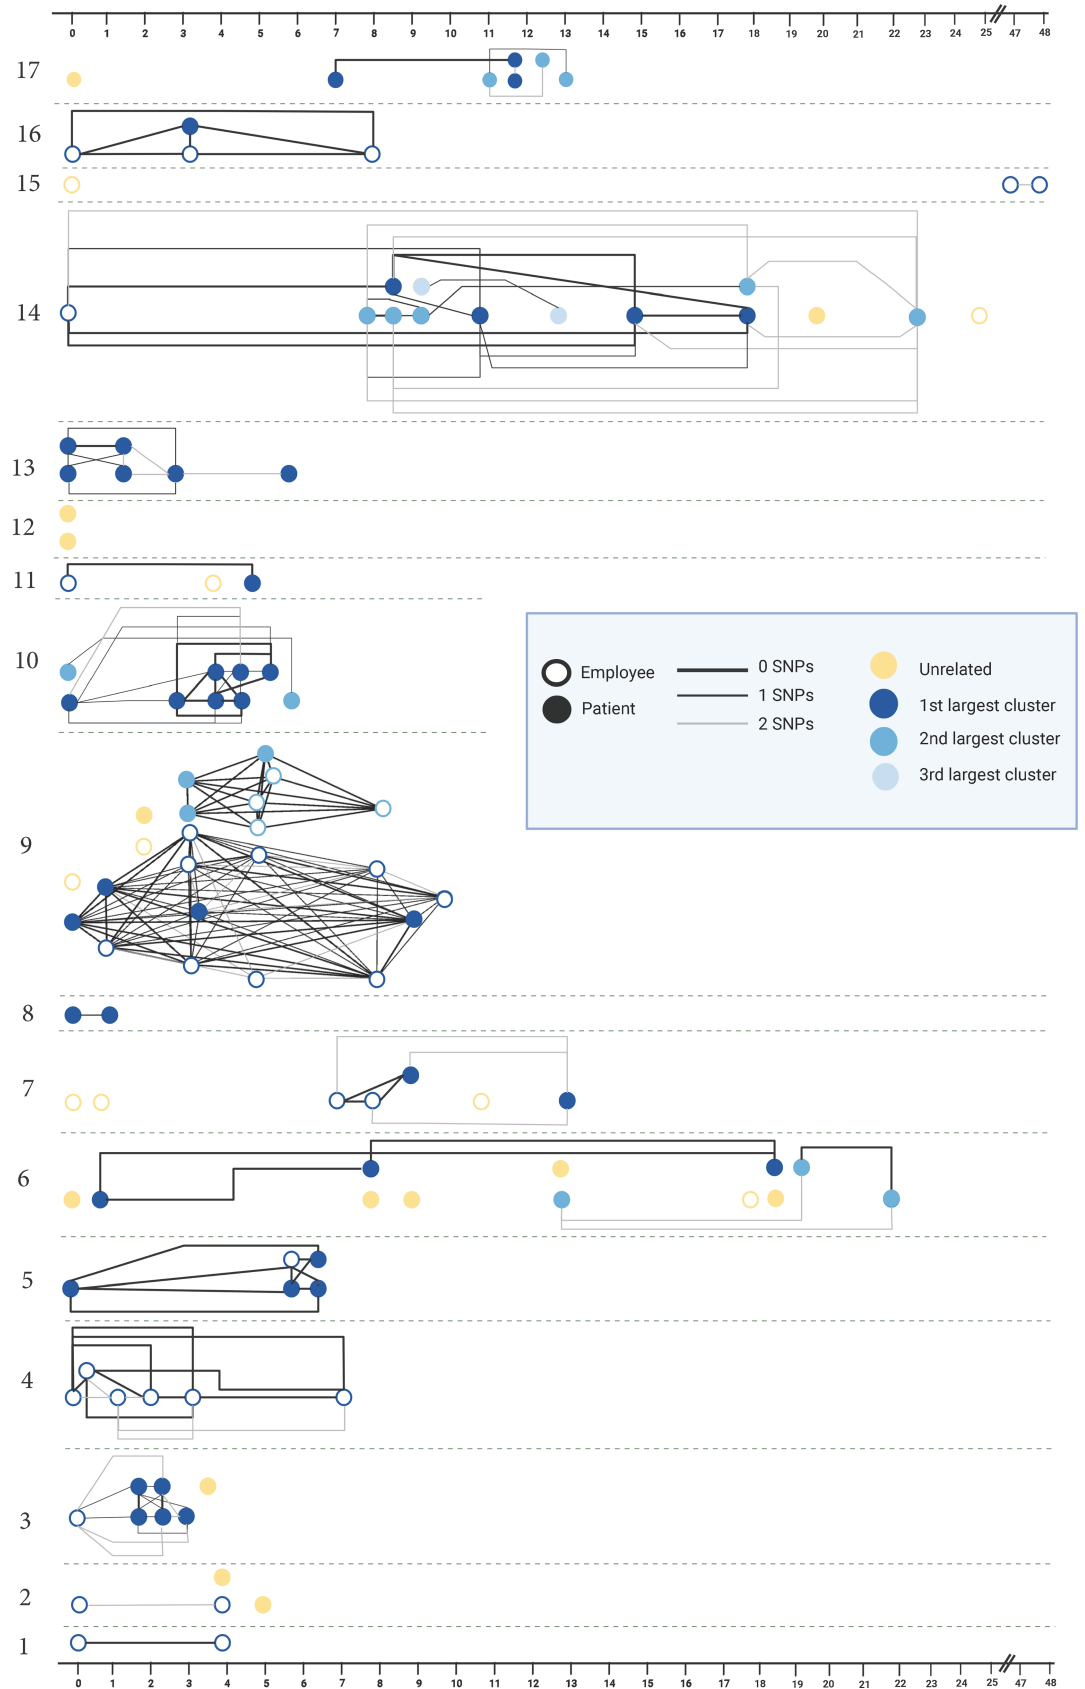 0 1 2 3 4 5 6 7 8 9 10 11 12 13 14 15 16 17 18 19 20 21 22 23 24 25 47 48
17
16
15
14
13
12
11
10
Employee
Patient
0 SNPs
1 SNPs
2 SNPs
Unrelated
1st largest cluster
2nd largest cluster
3rd largest cluster
9
8
7
6
5
4
3
2
1
0 1 2 3 4 5 6 7 8 9 10 11 12 13 14 15 16 17 18 19 20 21 22 23 24 25 47 48